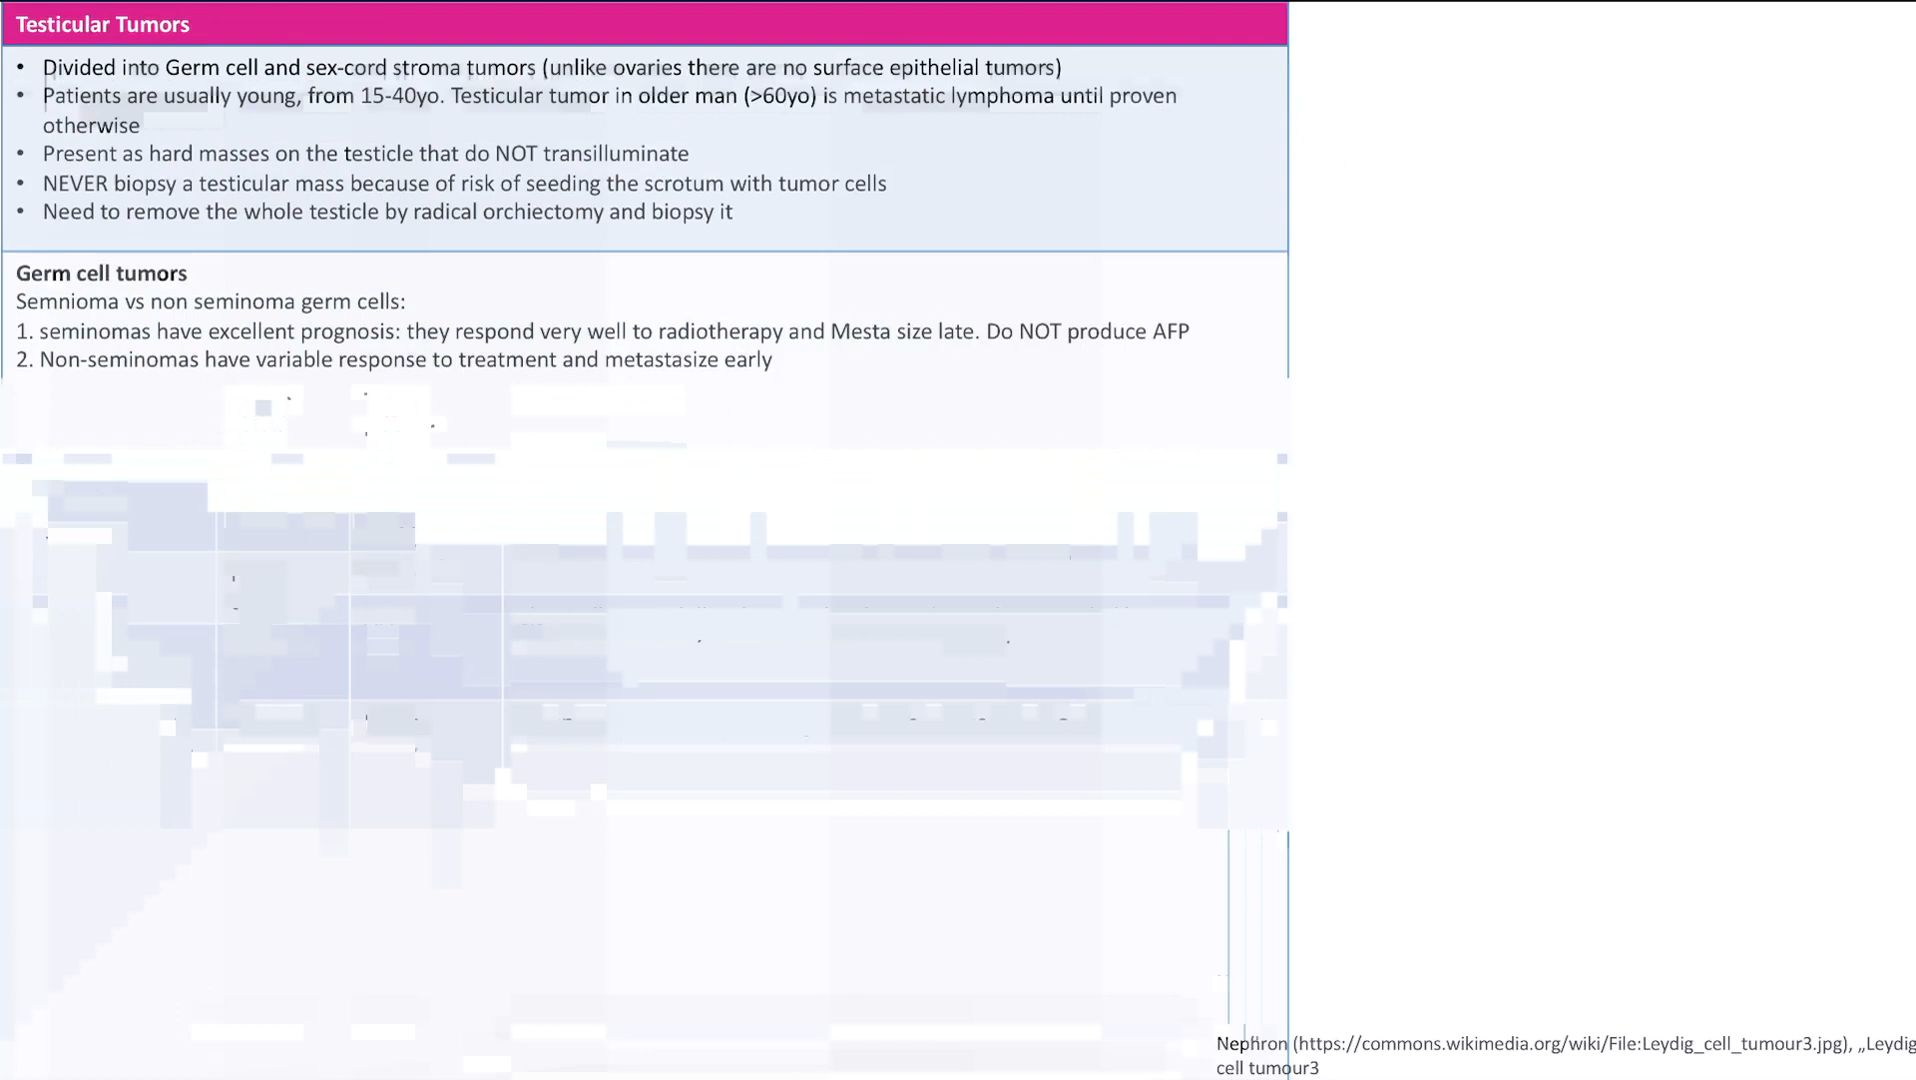 Testicular Tumors
• Divided into Germ cell and sex-cord stroma tumors (unlike ovaries there are no surface epithelial tumors)
• Patients are usually young, from 15-40yo. Testicular tumor in older man (>60yo) is metastatic lymphoma until proven
otherwise
• Present as hard masses on the testicle that do NOT transilluminate
• NEVER biopsy a testicular mass because of risk of seeding the scrotum with tumor cells
• Need to remove the whole testicle by radical orchiectomy and biopsy it
Germ cell tumors
Semnioma vs non seminoma germ cells:
1. seminomas have excellent prognosis: they respond very well to radiotherapy and Mesta size late. Do NOT produce AFP
2. Non-seminomas have variable response to treatment and metastasize early
Nephron (https://commons.wikimedia.org/wiki/File:Leydig_cell_tumour3.jpg), „Leydig
cell tumour3